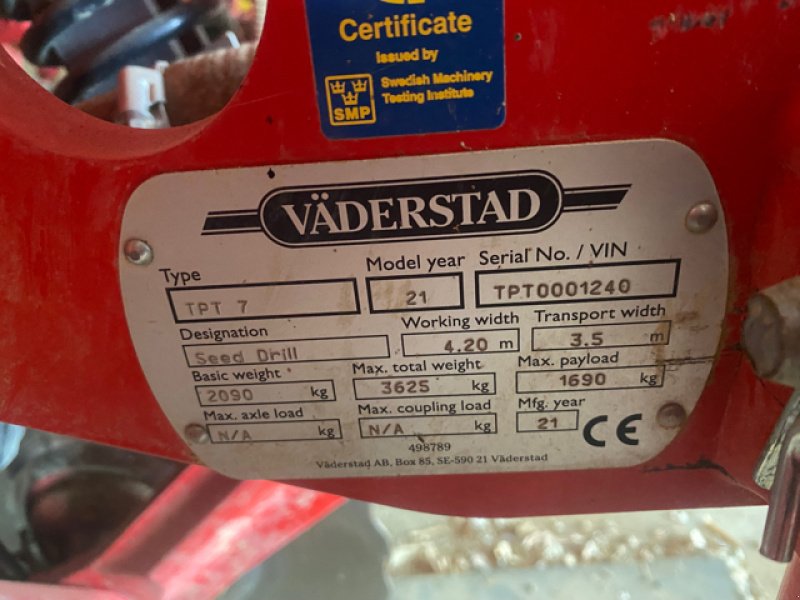 Certificate
issued by
Swedish Machinery
Testing Institute
SMP
VÄDERSTAD
Type Model year Serial No. / VIN
TPT 7 21 TPT0001240
Designation Working width Transport width
Seed Drill 4.20 m 3.5 m
Basic weight Max. total weight Max. payload
2090 kg 3625 kg 1690 kg
Max. axle load Max. coupling load Mfg. year
N/A kg N/A kg 21 CE
498789
Väderstad AB, Box 85, SE-590 21 Väderstad